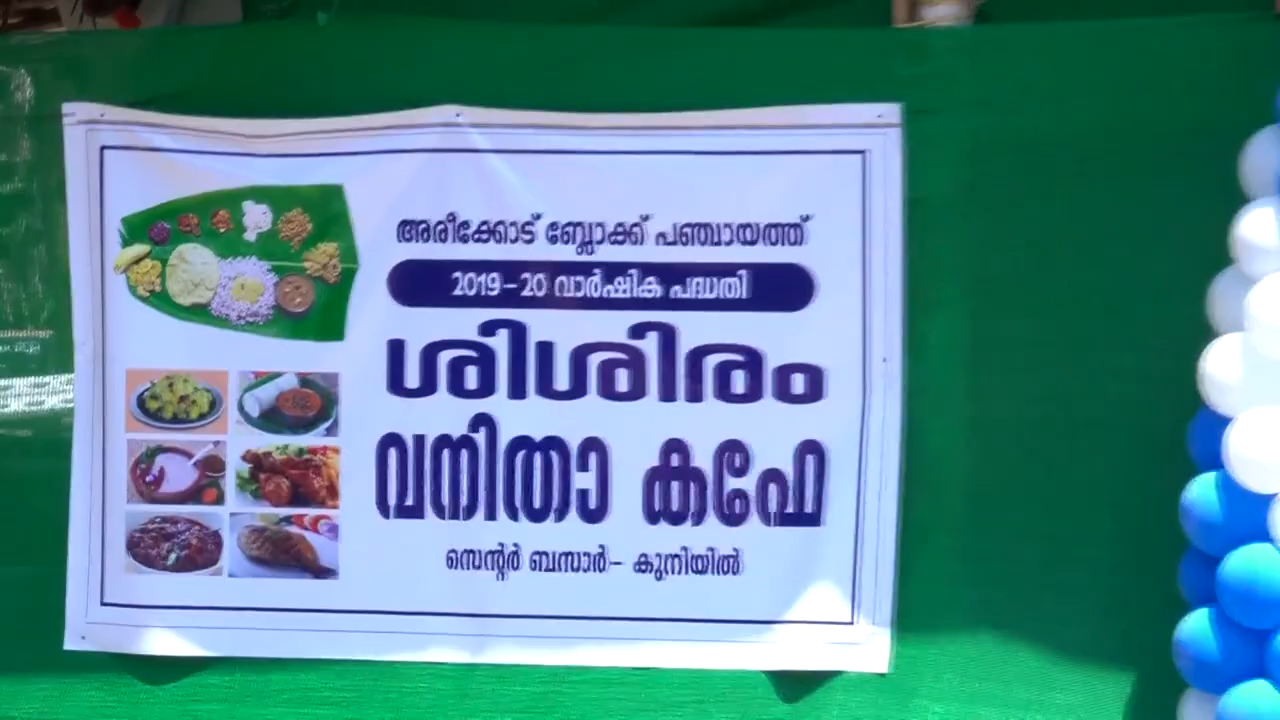 അരീക്കോട് ബ്ലോക്ക് പഞ്ചായത്ത്
2019-20 വാർഷിക പദ്ധതി
ശിശിരം
വനിതാ കഫേ
സെന്റർ ബസാർ- കുനിയിൽ